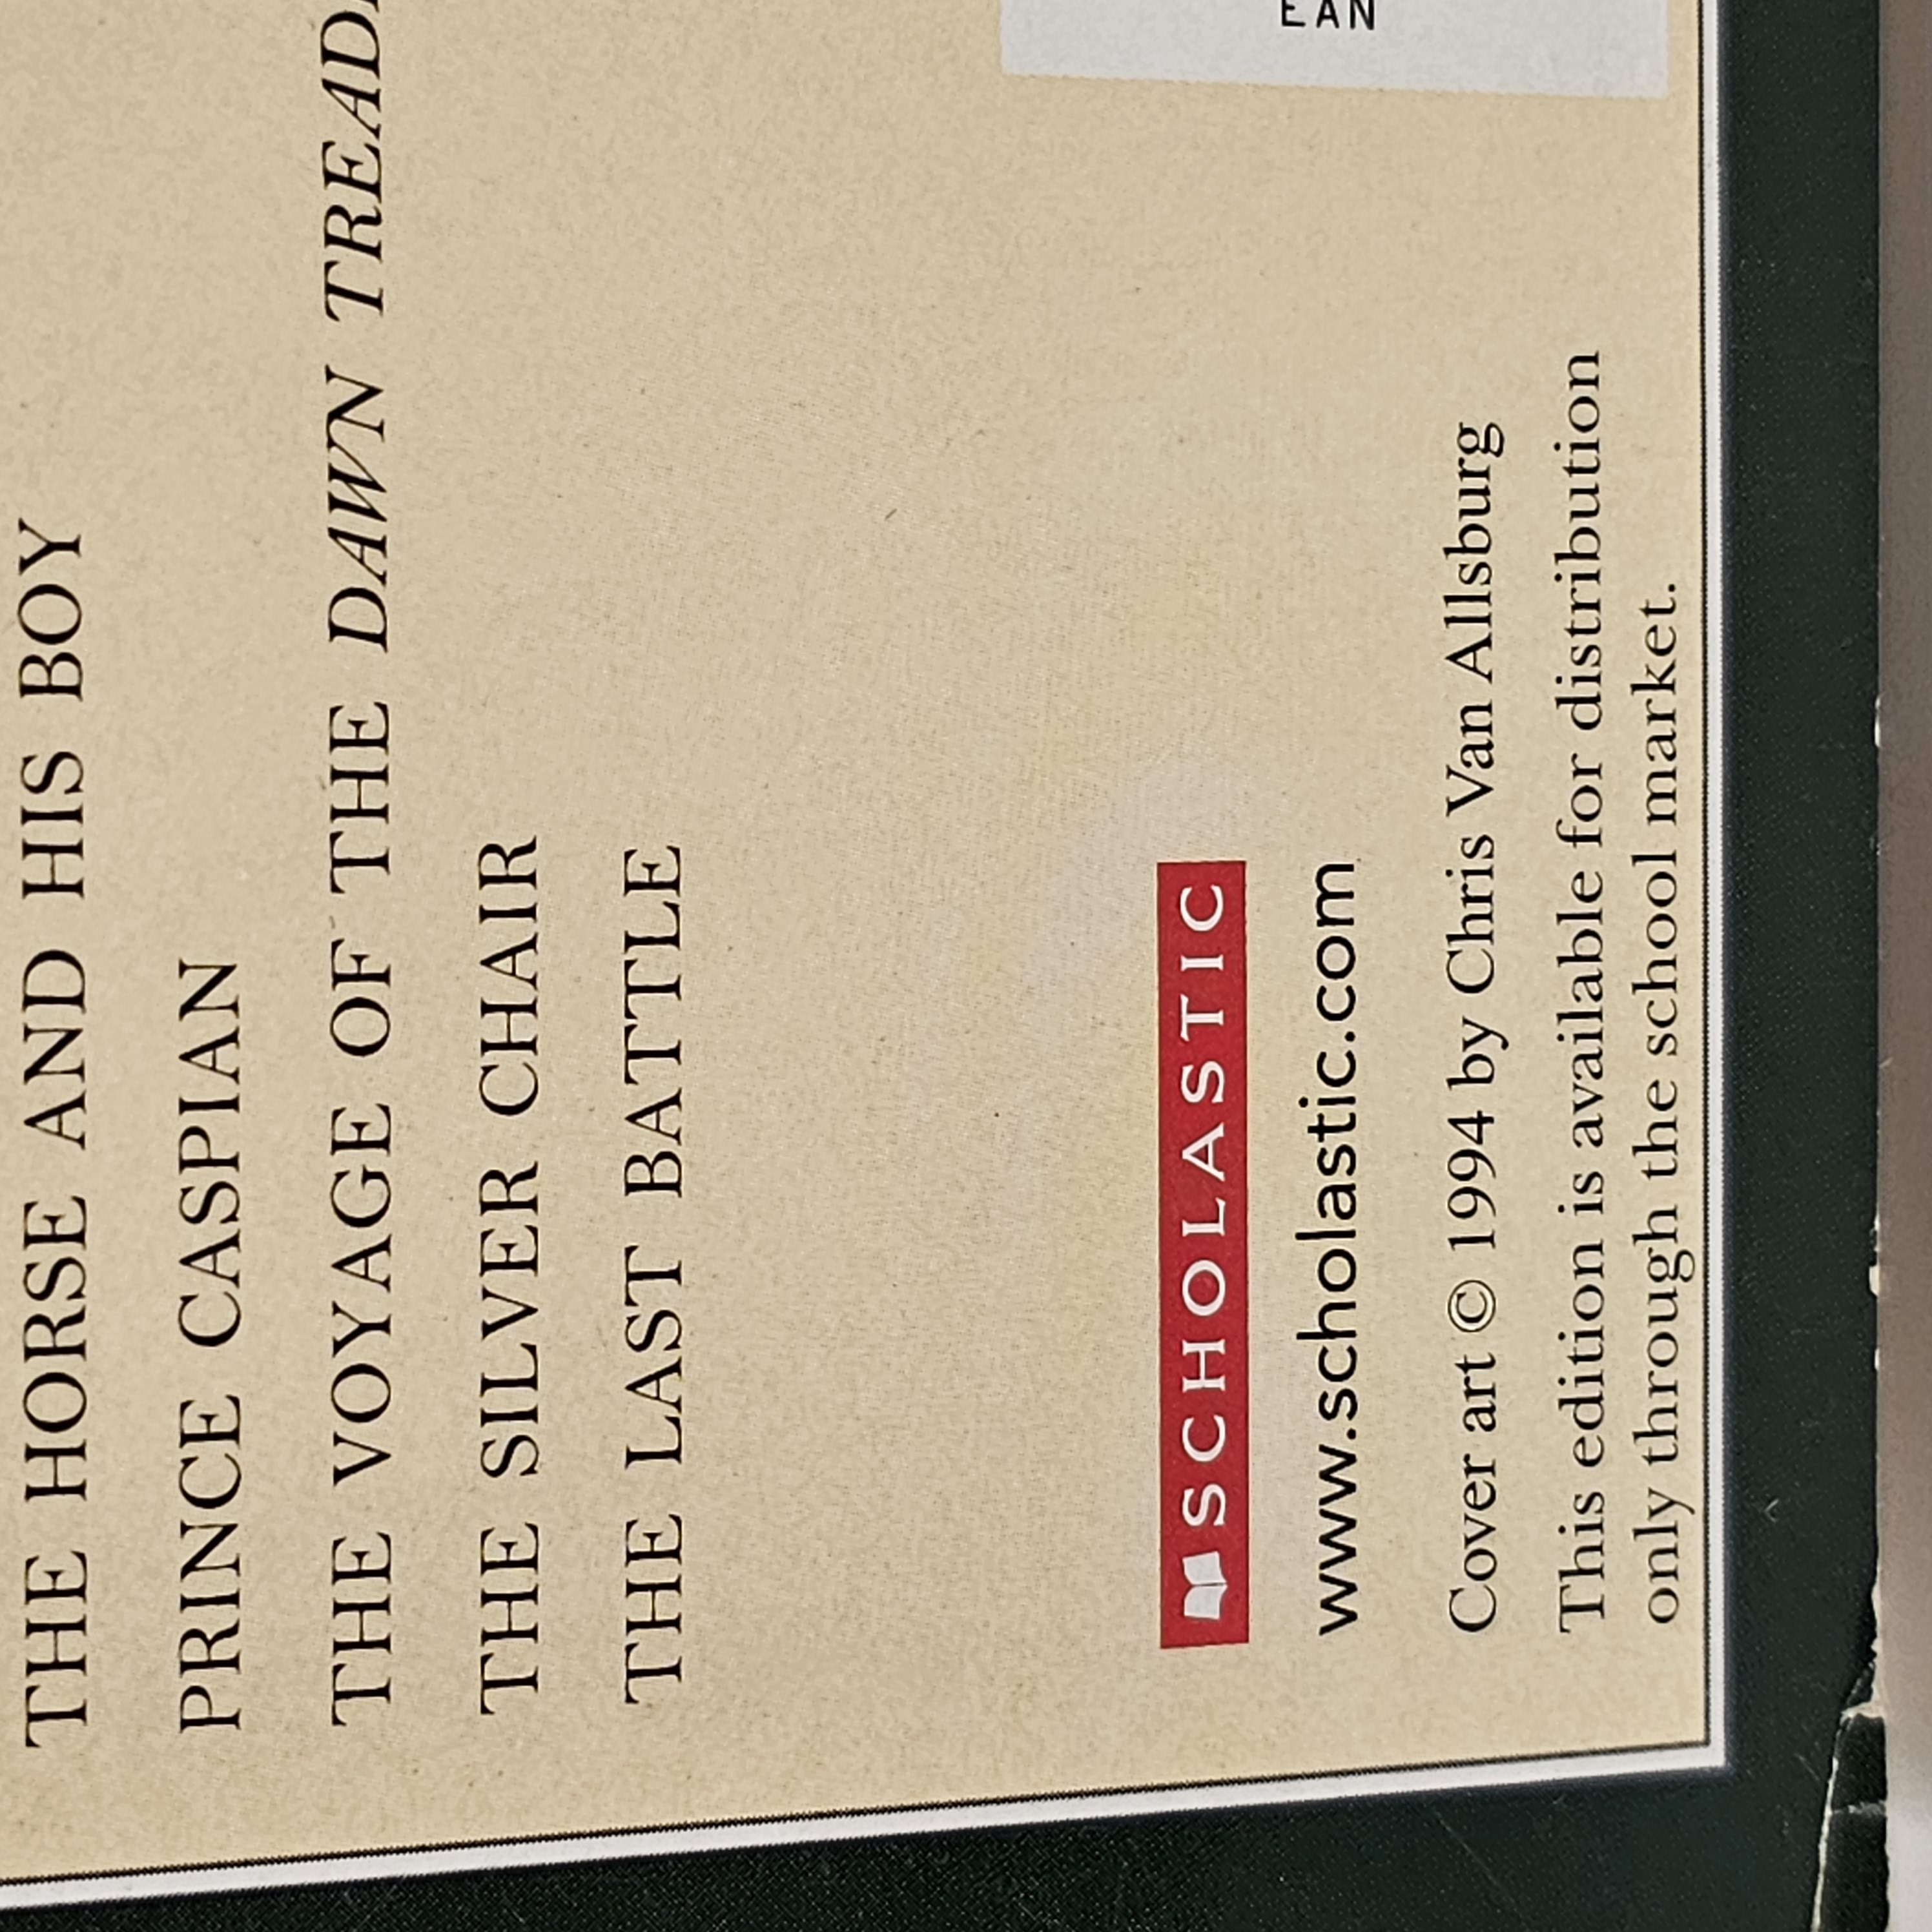 THE HORSE AND HIS BOY
PRINCE CASPIAN
THE VOYAGE OF THE DAWN
THE SILVER CHAIR
THE LAST BATTLE
SCHOLASTIC
www.scholastic.com
EAN
Cover art © 1994 by Chris Van Allsburg
This edition is available for distribution
only through the school market.